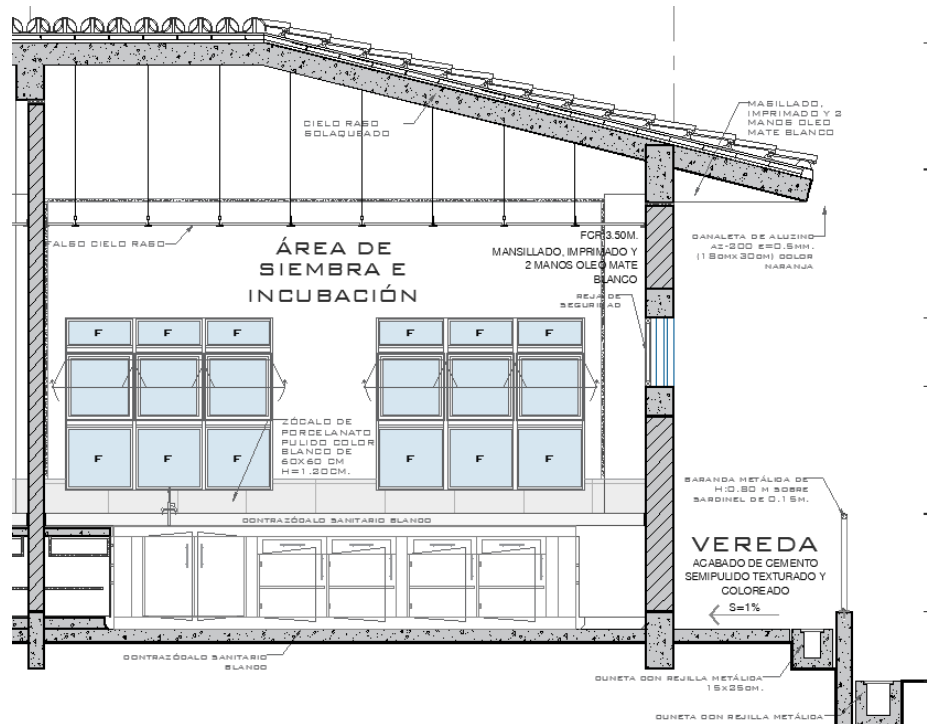 CIELO RASO
SOLAQUEADO
MASILLADO,
IMPRIMADO Y 2
MANOS OLEO
MATE BLANCO
FALSO CIELO RASO
ÁREA DE
SIEMBRA E
INCUBACIÓN
FCR 3.50M.
MANSILLADO, IMPRIMADO Y
2 MANOS OLEO MATE
BLANCO
CANALETA DE ALUZINC
AZ-200 E=0.5MM.
(18CMX30CM) COLOR
NARANJA
REJA DE
SEGURIDAD
F F F F F F
F F F F F F
ZÓCALO DE
PORCELANATO
PULIDO COLOR
BLANCO DE
60X60 CM
H=1.20CM.
CONTRAZÓCALO SANITARIO BLANCO
BARANDA METÁLICA DE
H:0.80 M SOBRE
SARDINEL DE 0.15M.
VEREDA
ACABADO DE CEMENTO
SEMIPULIDO TEXTURADO Y
COLOREADO
S=1%
CONTRAZÓCALO SANITARIO
BLANCO
CUNETA CON REJILLA METÁLICA
15X25CM.
CUNETA CON REJILLA METÁLICA